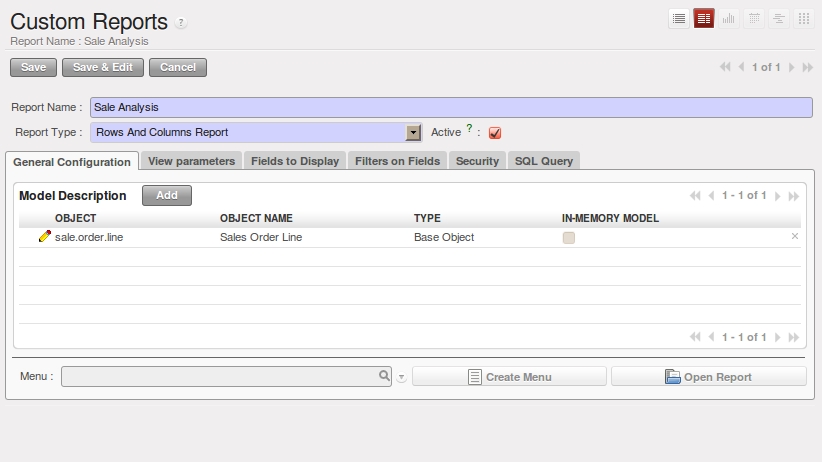 Custom Reports ?
Report Name : Sale Analysis
Save Save & Edit Cancel 1 of 1
Report Name : Sale Analysis
Report Type : Rows And Columns Report Active ? :
General Configuration View parameters Fields to Display Filters on Fields Security SQL Query
Model Description Add 1 - 1 of 1
OBJECT OBJECT NAME TYPE IN-MEMORY MODEL
sale.order.line Sales Order Line Base Object
1 - 1 of 1
Menu : Create Menu Open Report